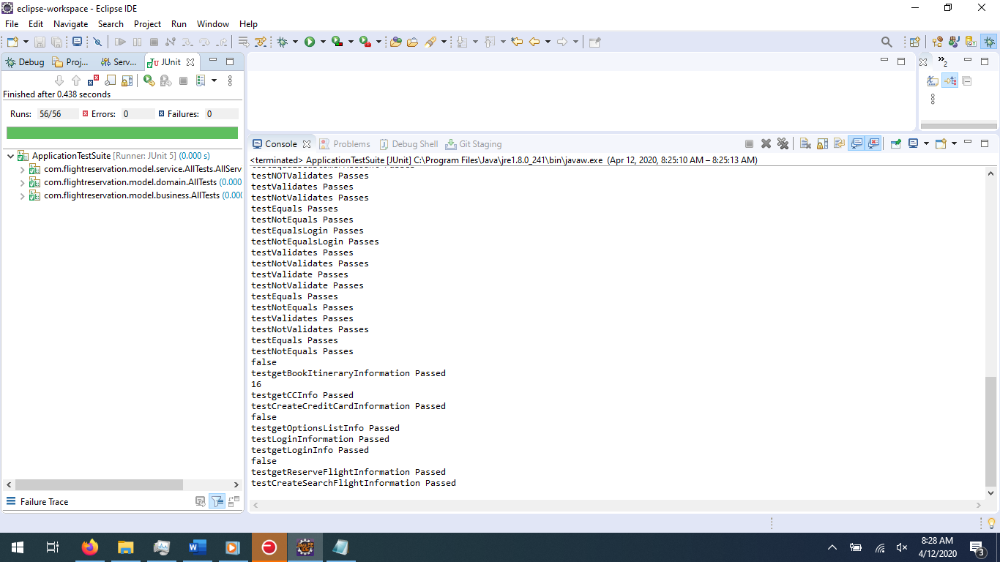 eclipse-workspace - Eclipse IDE
File Edit Navigate Search Project Run Window Help
Debug Proj... Serv... JUnit
Finished after 0.438 seconds
Runs: 56/56 Errors: 0 Failures: 0
ApplicationTestSuite [Runner: JUnit 5] (0.000 s)
com.flightreservation.model.service.AllTests.AllServ
com.flightreservation.model.domain.AllTests (0.000
com.flightreservation.model.business.AllTests (0.000
Failure Trace
2
Console Problems Debug Shell Git Staging
<terminated> ApplicationTestSuite [JUnit] C:\Program Files\Java\jre1.8.0_241\bin\javaw.exe (Apr 12, 2020, 8:25:10 AM – 8:25:13 AM)
testNOTValidates Passes
testValidates Passes
testNotValidates Passes
testEquals Passes
testNotEquals Passes
testEqualsLogin Passes
testNotEqualsLogin Passes
testValidates Passes
testNotValidates Passes
testValidate Passes
testNotValidate Passes
testEquals Passes
testNotEquals Passes
testValidates Passes
testNotValidates Passes
testEquals Passes
testNotEquals Passes
false
testgetBookItineraryInformation Passed
16
testgetCCInfo Passed
testCreateCreditCardInformation Passed
false
testgetOptionsListInfo Passed
testLoginInformation Passed
testgetLoginInfo Passed
false
testgetReserveFlightInformation Passed
testCreateSearchFlightInformation Passed
8:28 AM
4/12/2020
3